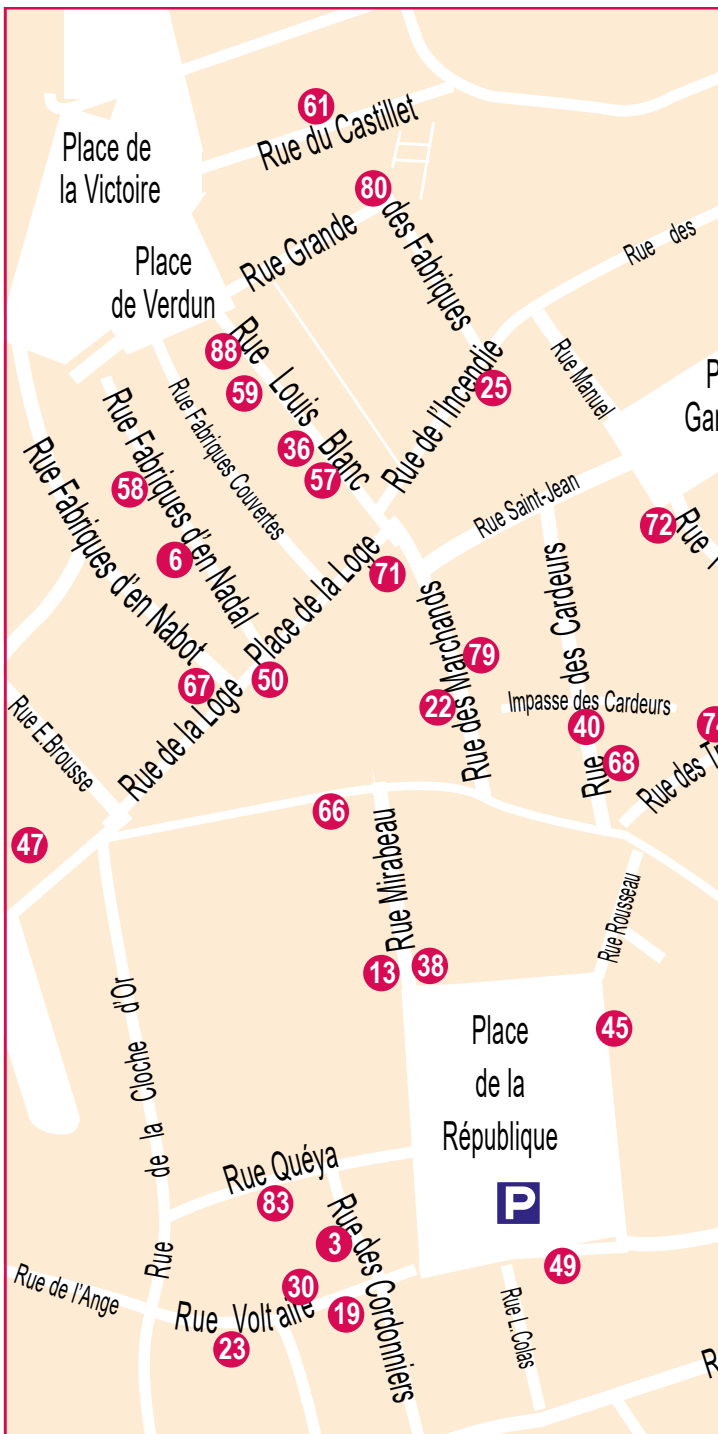 61
Rue du Castillet
Place de
la Victoire
80
Rue Grande
des Fabriques
Rue des
Place
de Verdun
88
Rue Louis Blanc
59
25
Rue de l'Incendie
Rue Manuel
P
Gar
36
57
Rue Fabriques Couvertes
Rue Fabriques d'en Nadal
58
6
Rue Fabriques d'en Nabot
Rue Saint-Jean
72
Rue
71
Place de la Loge
50
67
Rue de la Loge
79
22
Rue des Marchands
Rue des Cardeurs
Impasse des Cardeurs
40
68
74
Rue des Tr
Rue E.Brousse
47
66
Rue Mirabeau
13
38
Rue Rousseau
45
Place
de la
République
P
Rue de la Cloche d'Or
Rue Quéya
83
3
Rue des Cordonniers
30
19
Rue Voltaire
23
Rue de l'Ange
49
Rue L. Colas
R